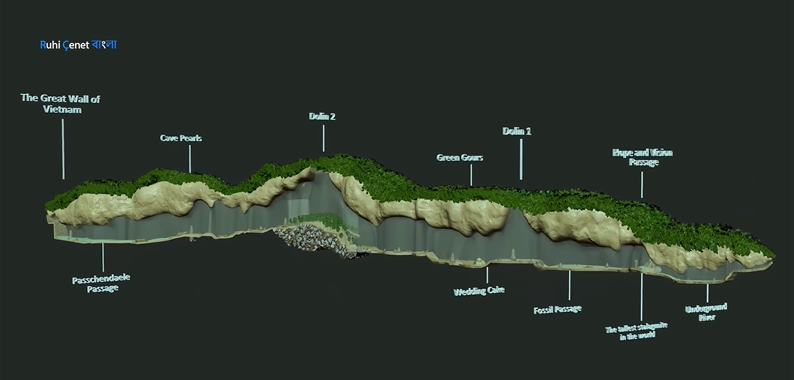 Ruhi Çenet বাংলা
The Great Wall of
Vietnam
Cave Pearls
Dolin 2
Green Gours
Dolin 1
Hope and Vision
Passage
Passchendaele
Passage
Wedding Cake
Fossil Passage
The tallest stalagmite
in the world
Underground
River